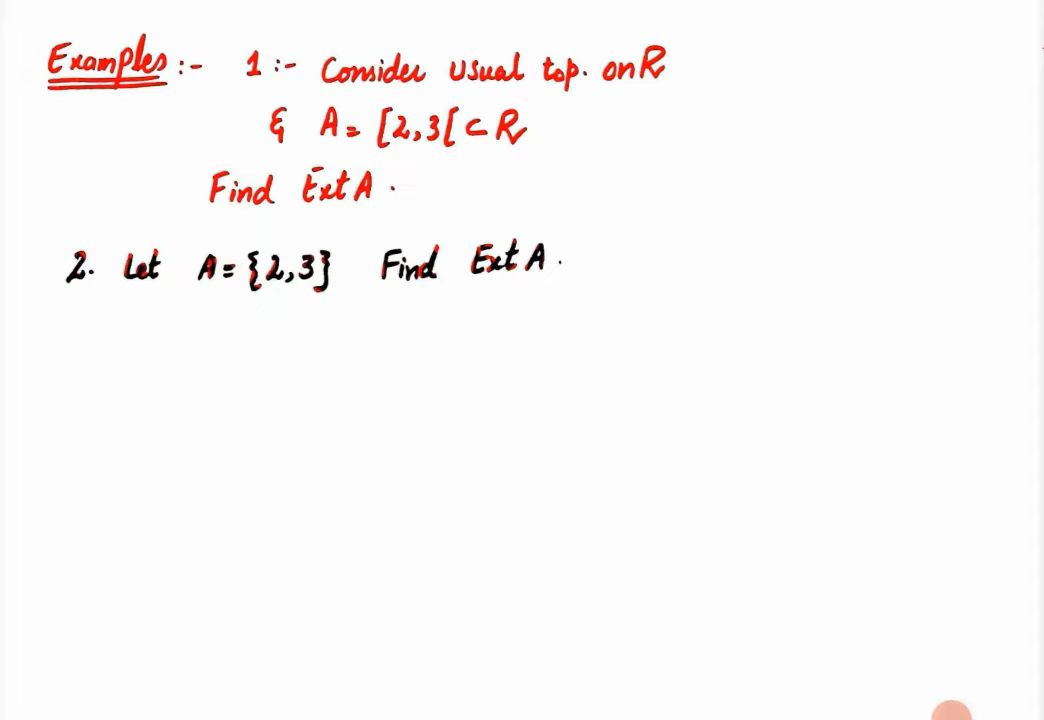 Examples :- 1 :- Consider usual top. on R
& A = [2,3[ ⊂ R
Find Ext A .
2. Let A = {2,3} Find Ext A .